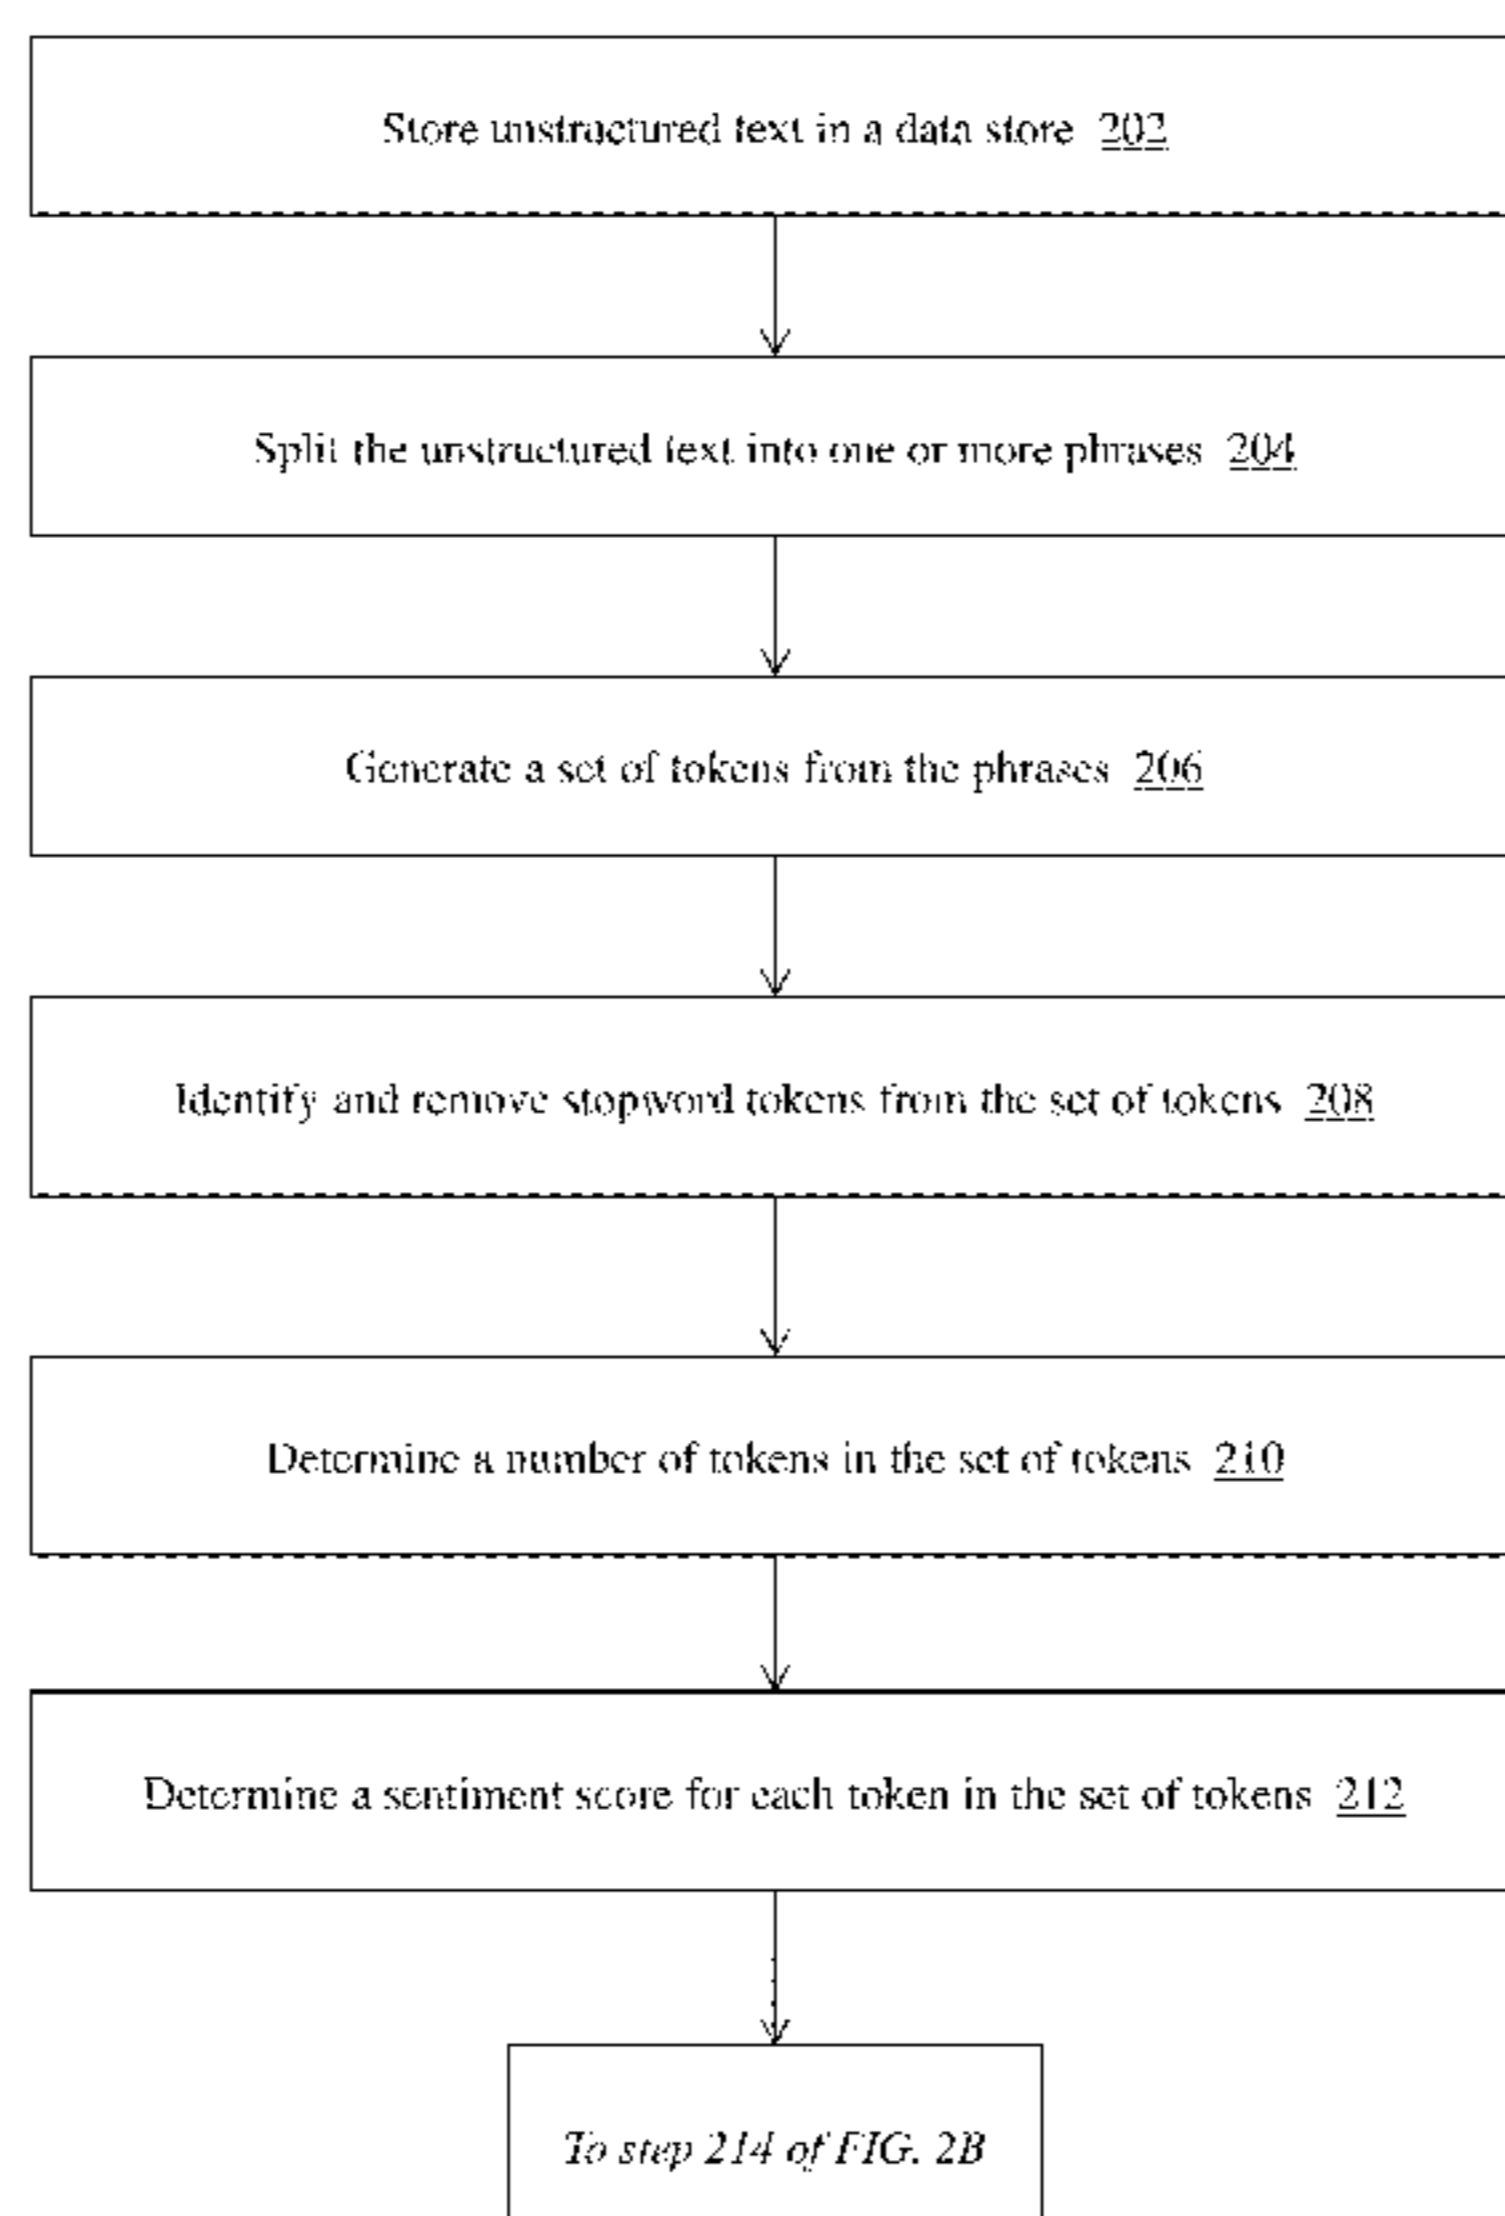 Store unstructured text in a data store 202
Split the unstructured text into one or more phrases 204
Generate a set of tokens from the phrases 206
Identify and remove stopword tokens from the set of tokens 208
Determine a number of tokens in the set of tokens 210
Determine a sentiment score for each token in the set of tokens 212
To step 214 of FIG. 2B